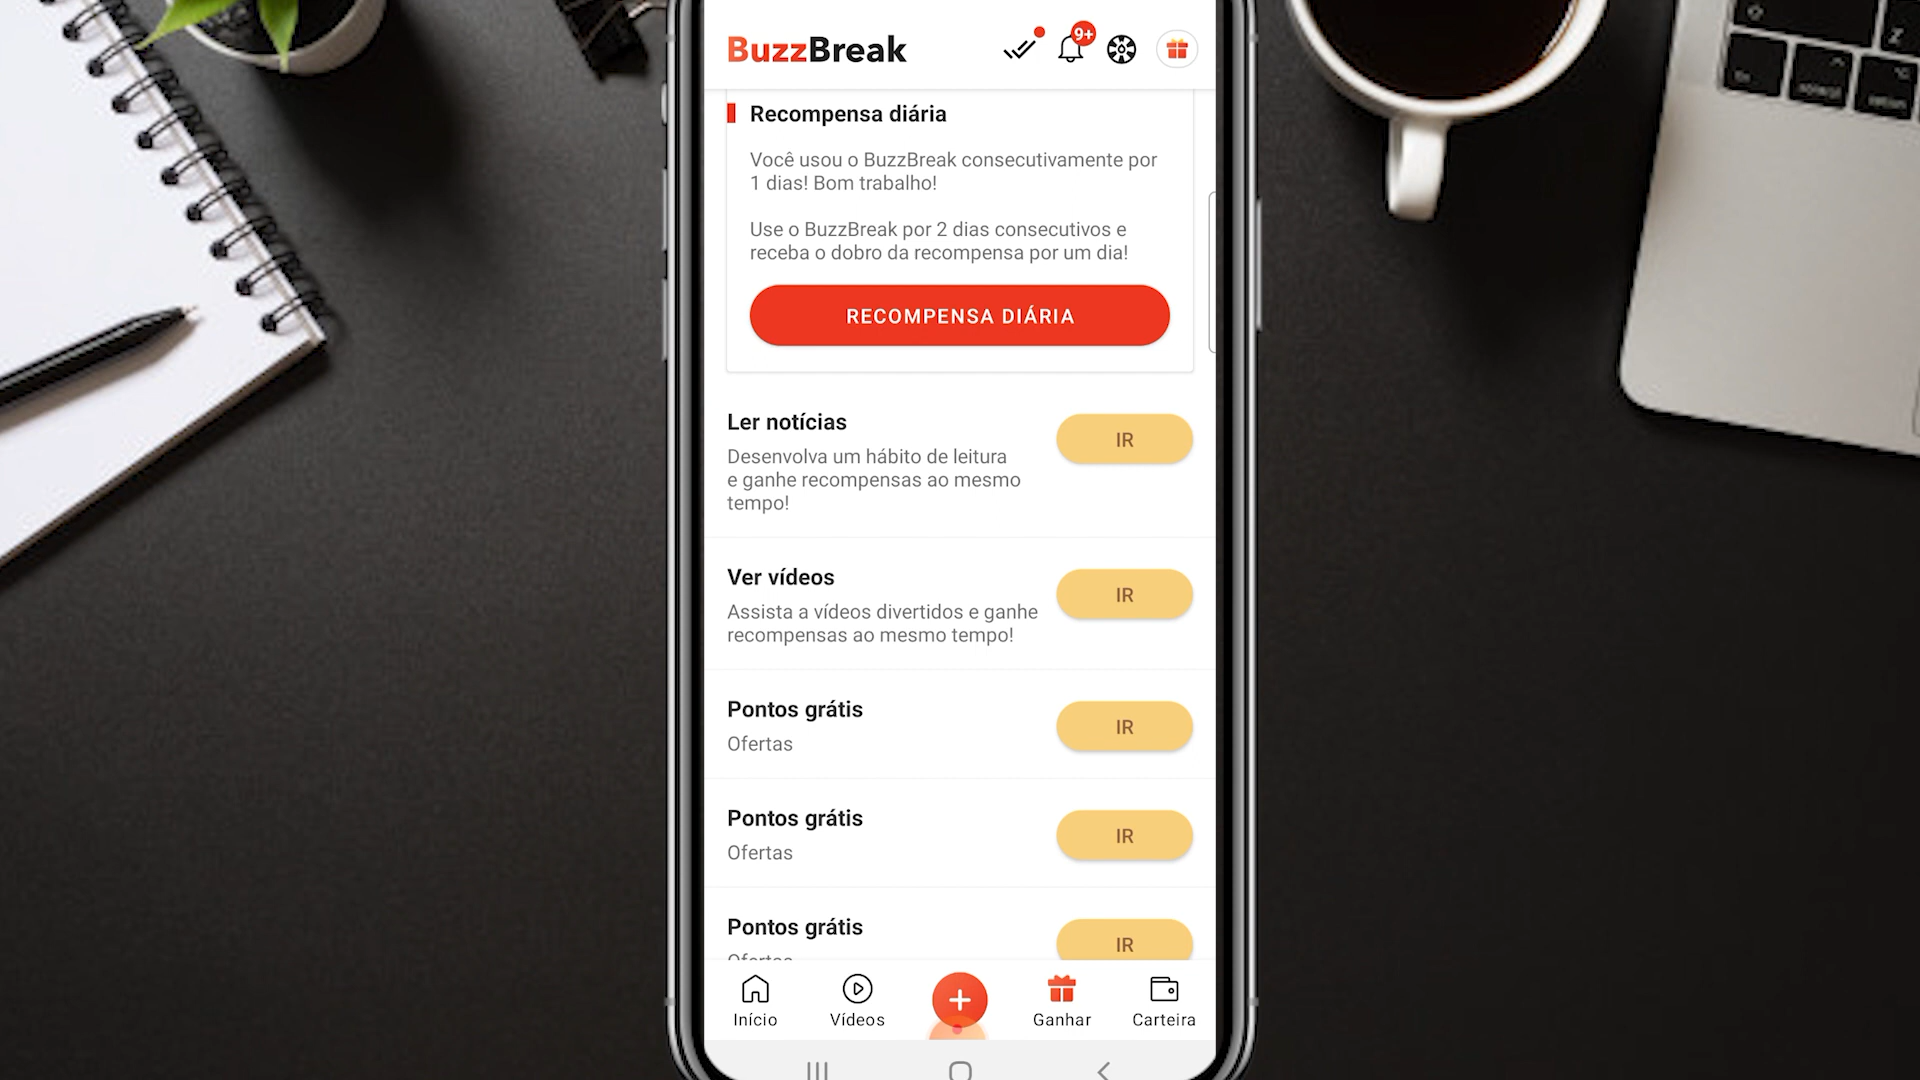 BuzzBreak
9+
Recompensa diária
Você usou o BuzzBreak consecutivamente por
1 dias! Bom trabalho!
Use o BuzzBreak por 2 dias consecutivos e
receba o dobro da recompensa por um dia!
RECOMPENSA DIÁRIA
Ler notícias
IR
Desenvolva um hábito de leitura
e ganhe recompensas ao mesmo
tempo!
Ver vídeos
IR
Assista a vídeos divertidos e ganhe
recompensas ao mesmo tempo!
Pontos grátis
IR
Ofertas
Pontos grátis
IR
Ofertas
Pontos grátis
IR
Ofertas
Início
Vídeos
Ganhar
Carteira